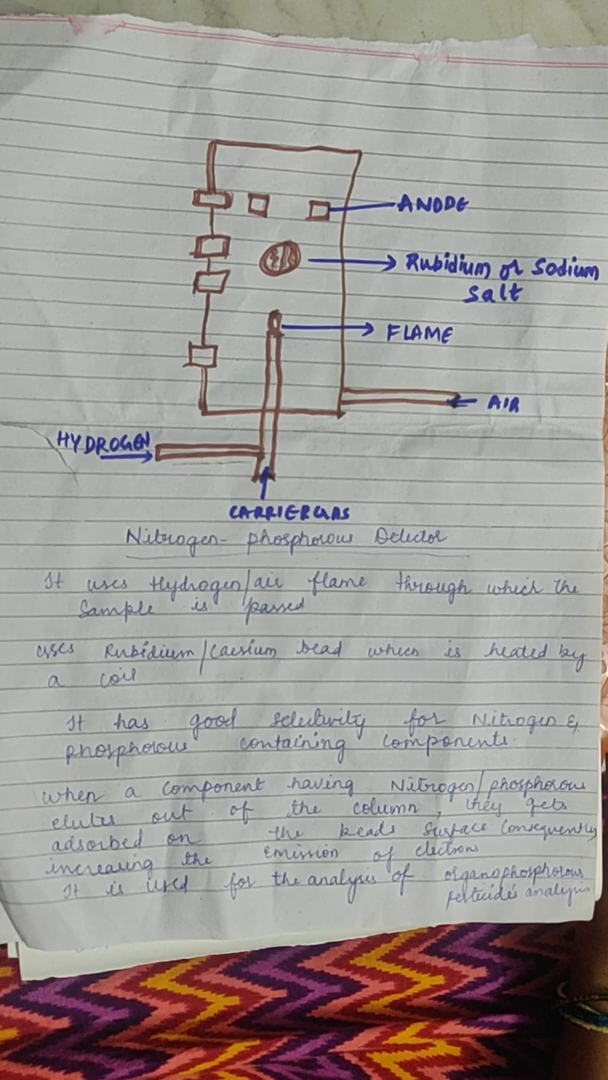 ANODE
Rubidium or Sodium
salt
FLAME
AIR
HYDROGEN
CARRIER GAS
Nitrogen- phosphorous Detector
It uses Hydrogen/air flame through which the
sample is passed
uses Rubidium/Caesium bead which is heated by
a coil
It has good selectivity for Nitrogen &
phosphorous containing components.
when a component having Nitrogen/phosphorous
elutes out of the column, they gets
adsorbed on the beads surface consequently
increasing the emission of electrons
It is used for the analysis of organophosphorous
pesticides analysis